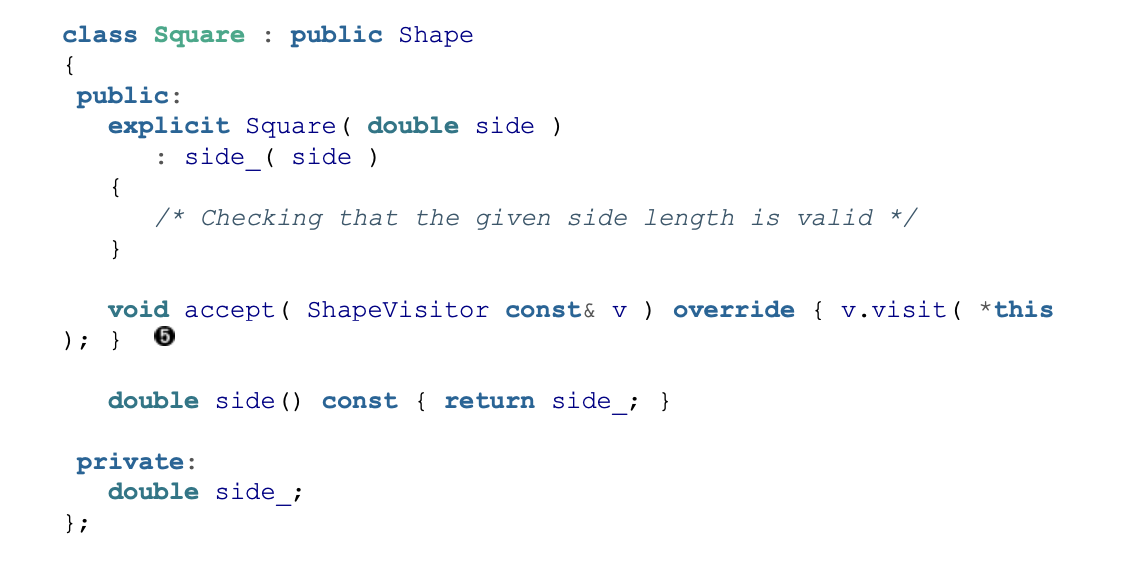 class Square : public Shape
{
 public:
   explicit Square( double side )
      : side_( side )
   {
      /* Checking that the given side length is valid */
   }

   void accept( ShapeVisitor const& v ) override { v.visit( *this
); }  ❺

   double side() const { return side_; }

 private:
   double side_;
};